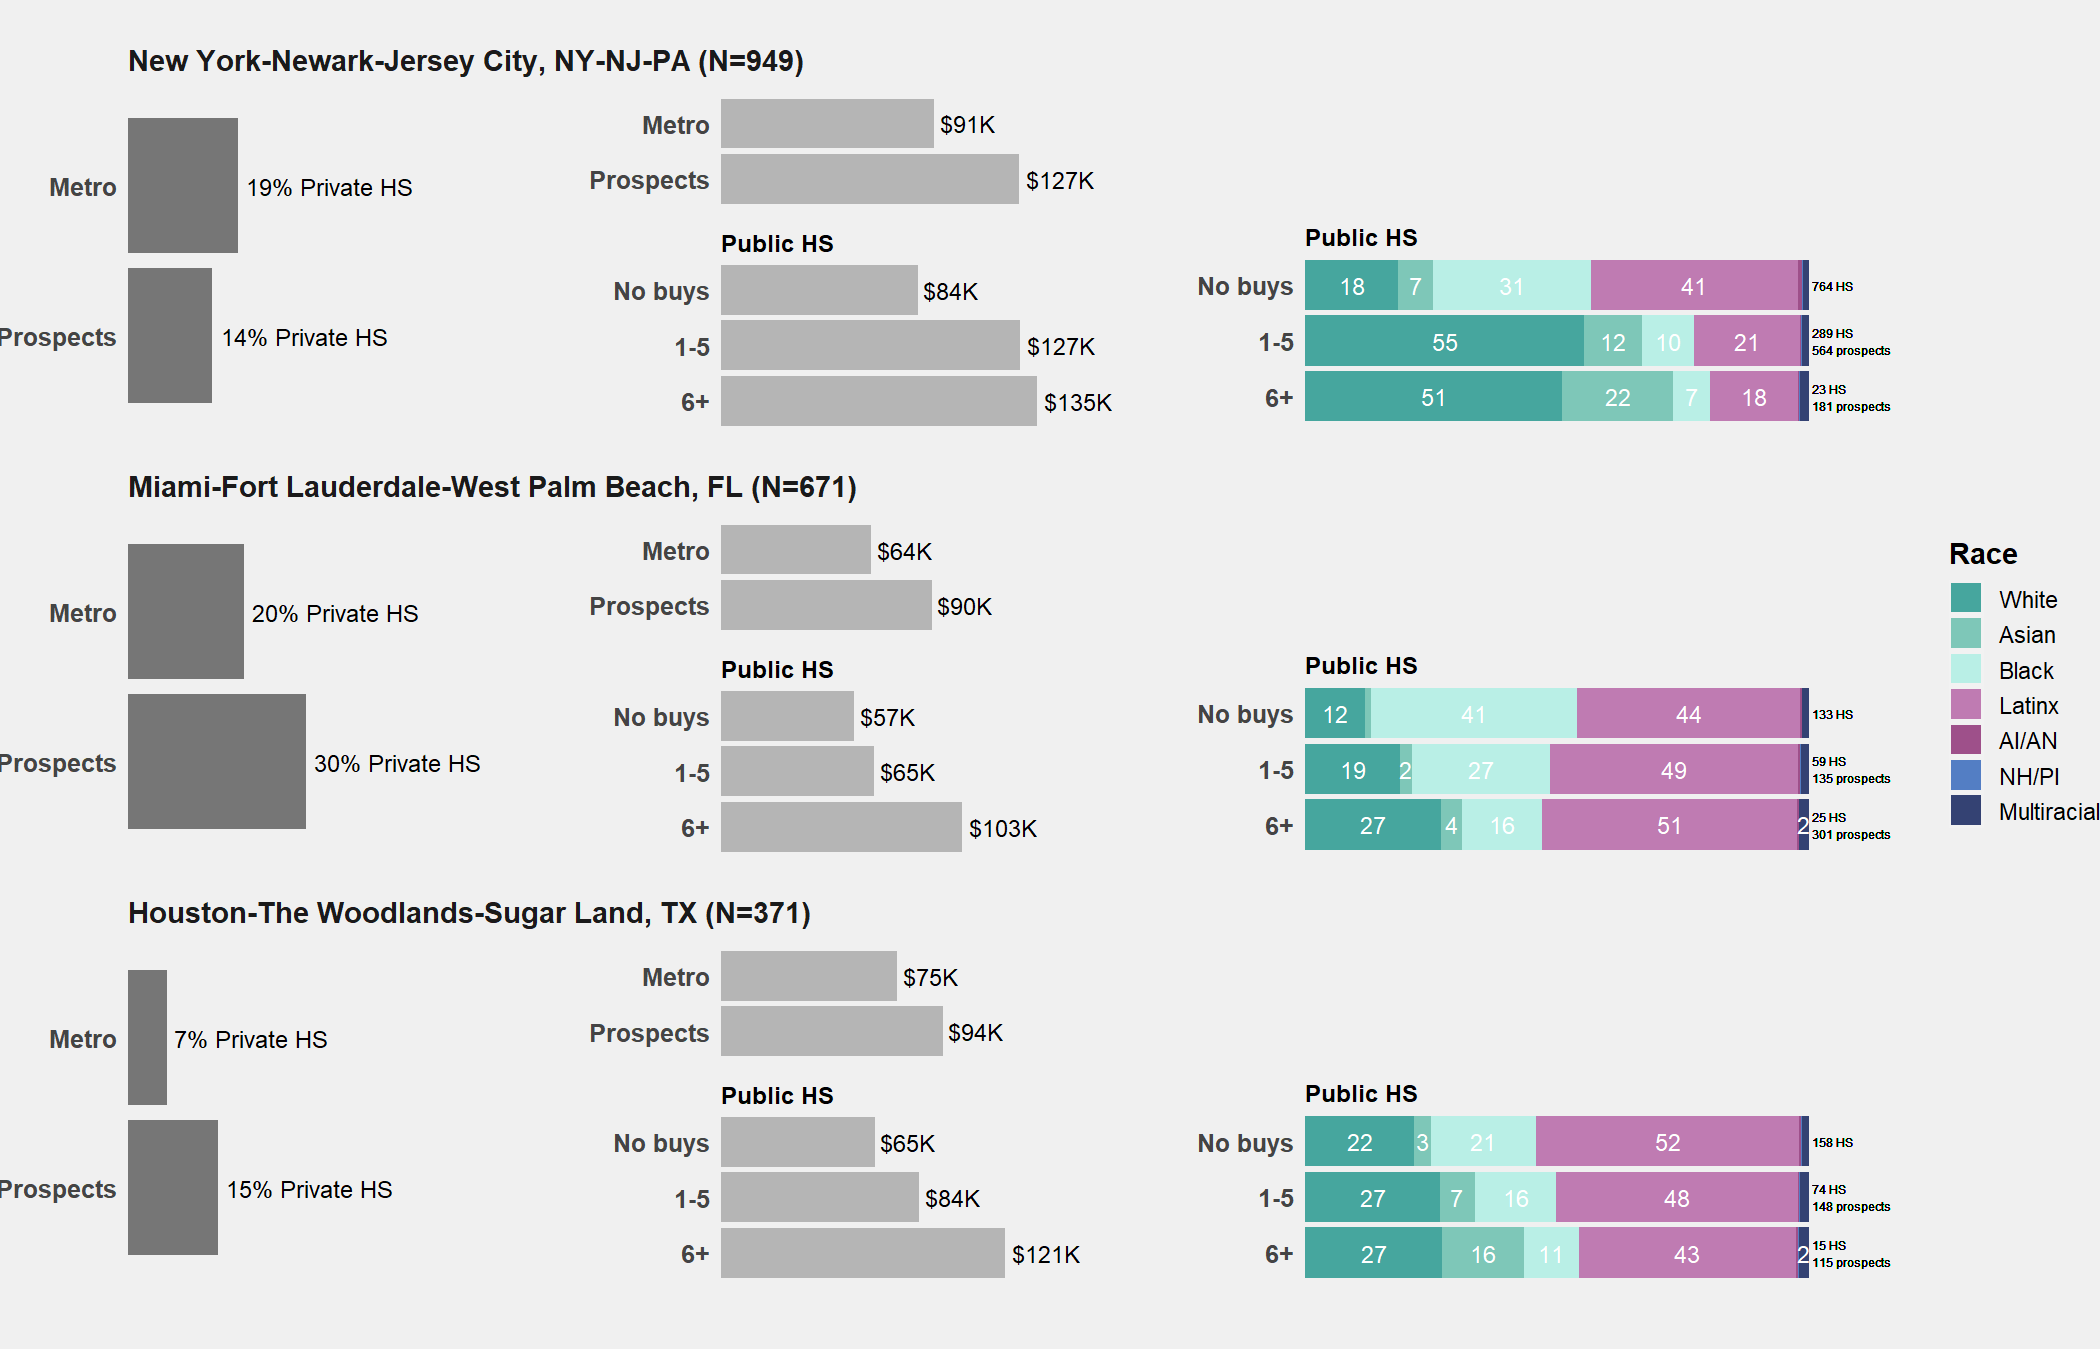 New York-Newark-Jersey City, NY-NJ-PA (N=949)
Metro
19% Private HS
Prospects
14% Private HS
Metro
$91K
Prospects
$127K
Public HS
No buys
$84K
1-5
$127K
6+
$135K
Public HS
No buys
18 7 31 41
764 HS
1-5
55 12 10 21
289 HS
564 prospects
6+
51 22 7 18
23 HS
181 prospects
Miami-Fort Lauderdale-West Palm Beach, FL (N=671)
Metro
20% Private HS
Prospects
30% Private HS
Metro
$64K
Prospects
$90K
Public HS
No buys
$57K
1-5
$65K
6+
$103K
Public HS
No buys
12 41 44
133 HS
1-5
19 2 27 49
59 HS
135 prospects
6+
27 4 16 51 2
25 HS
301 prospects
Race
White
Asian
Black
Latinx
AI/AN
NH/PI
Multiracial
Houston-The Woodlands-Sugar Land, TX (N=371)
Metro
7% Private HS
Prospects
15% Private HS
Metro
$75K
Prospects
$94K
Public HS
No buys
$65K
1-5
$84K
6+
$121K
Public HS
No buys
22 3 21 52
158 HS
1-5
27 7 16 48
74 HS
148 prospects
6+
27 16 11 43 2
15 HS
115 prospects